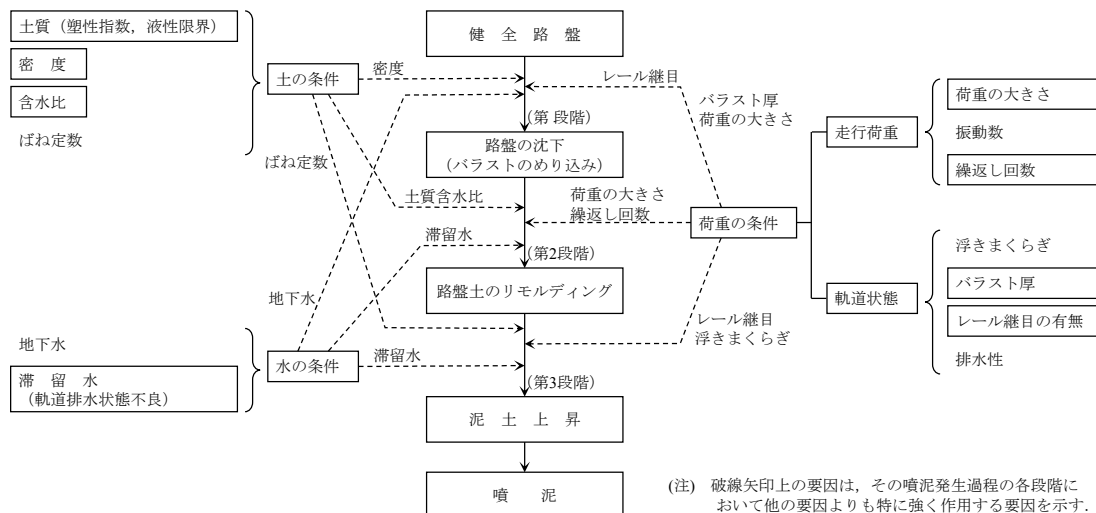 土質（塑性指数，液性限界）
密　度
含水比
ばね定数
土の条件
密度
ばね定数
土質含水比
地下水
滞　留　水
（軌道排水状態不良）
水の条件
地下水
滞留水
滞留水
健　全　路　盤
（第 段階）
路盤の沈下
（バラストのめり込み）
（第2段階）
路盤土のリモルディング
（第3段階）
泥　土　上　昇
噴　　泥
レール継目
バラスト厚
荷重の大きさ
荷重の大きさ
繰返し回数
レール継目
浮きまくらぎ
荷重の条件
走行荷重
荷重の大きさ
振動数
繰返し回数
軌道状態
浮きまくらぎ
バラスト厚
レール継目の有無
排水性
(注)　破線矢印上の要因は，その噴泥発生過程の各段階に
おいて他の要因よりも特に強く作用する要因を示す.